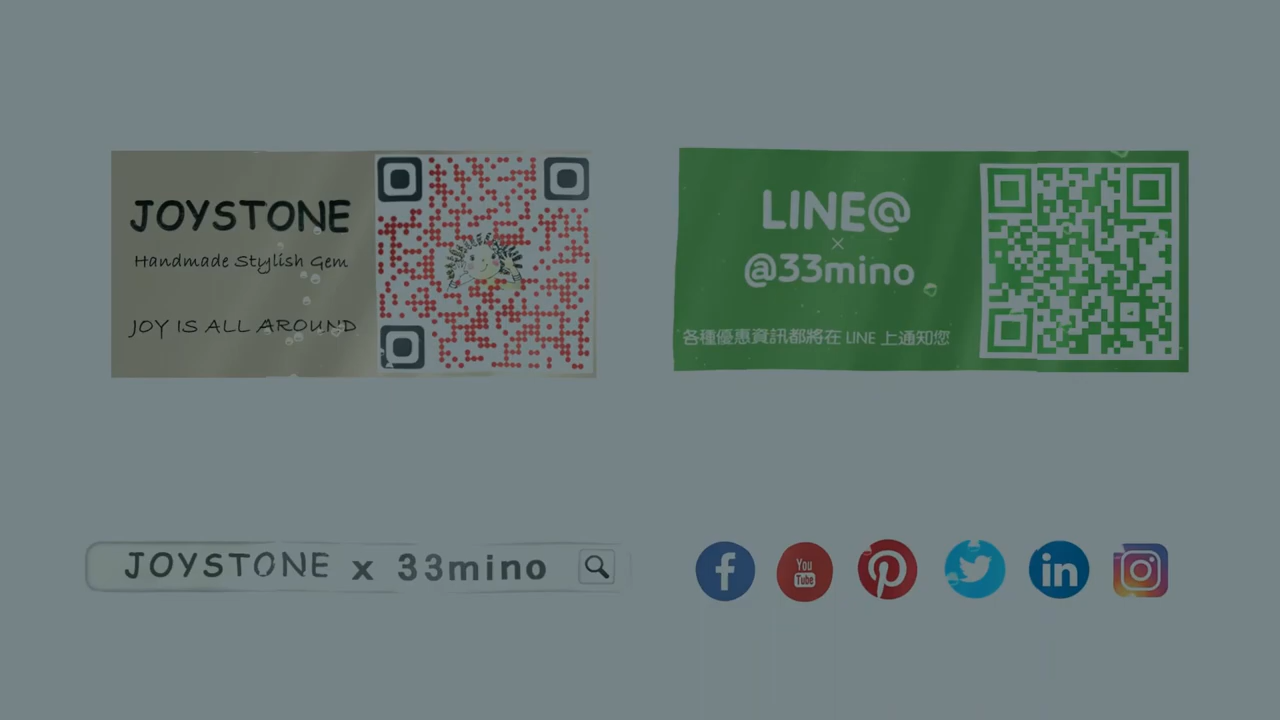 JOYSTONE
Handmade Stylish Gem
JOY IS ALL AROUND
LINE@
×
@33mino
各種優惠資訊都將在 LINE 上通知您
JOYSTONE x 33mino
You
Tube